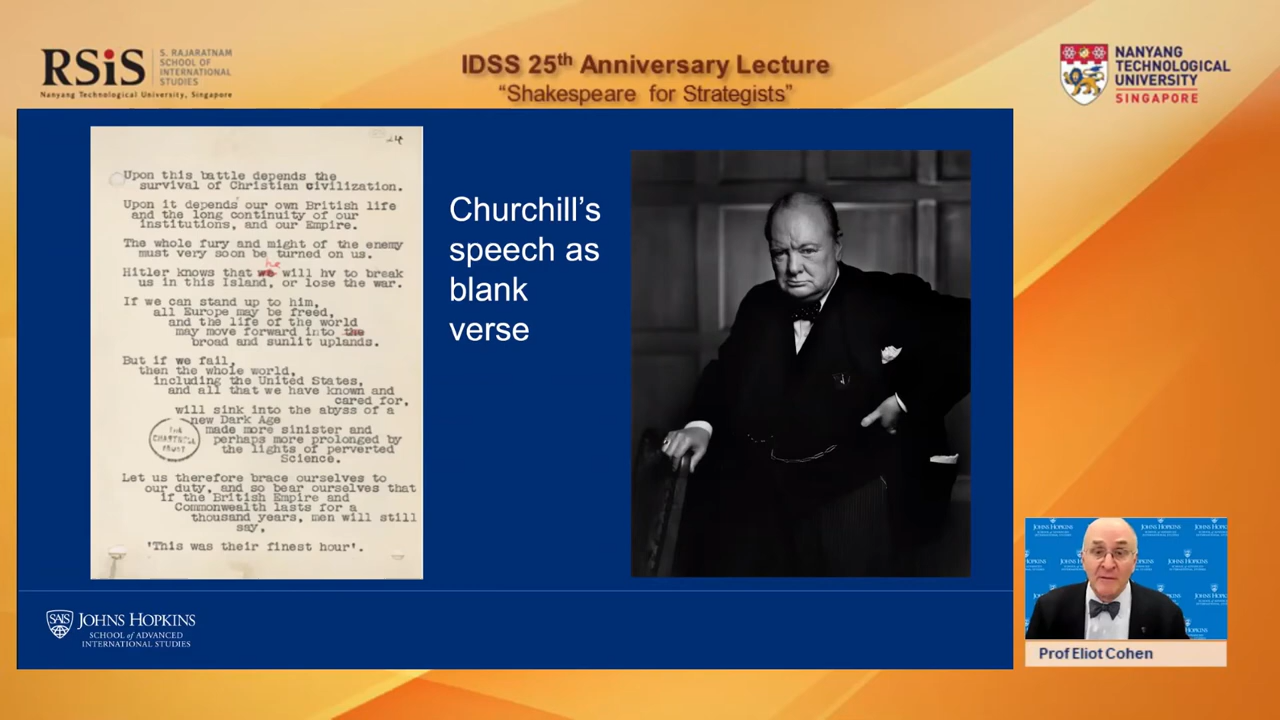 RSiS
S. RAJARATNAM
SCHOOL OF
INTERNATIONAL
STUDIES
Nanyang Technological University, Singapore
IDSS 25th Anniversary Lecture
“Shakespeare for Strategists”
NANYANG
TECHNOLOGICAL
UNIVERSITY
SINGAPORE
24
Upon this battle depends the
survival of Christian civilization.
Upon it depends our own British life
and the long continuity of our
institutions, and our Empire.
The whole fury and might of the enemy
must very soon be turned on us.
he
Hitler knows that we will hv to break
us in this Island, or lose the war.
If we can stand up to him,
all Europe may be freed,
and the life of the world
may move forward into the
broad and sunlit uplands.
But if we fail,
then the whole world,
including the United States,
and all that we have known and
cared for,
will sink into the abyss of a
new Dark Age
made more sinister and
perhaps more prolonged by
the lights of perverted
Science.
THE
CHARTWELL
TRUST
Let us therefore brace ourselves to
our duty, and so bear ourselves that
if the British Empire and
Commonwealth lasts for a
thousand years, men will still
say,
'This was their finest hour'.
Churchill’s
speech as
blank
verse
SAIS
JOHNS HOPKINS
SCHOOL of ADVANCED
INTERNATIONAL STUDIES
JOHNS HOPKINS
Prof Eliot Cohen